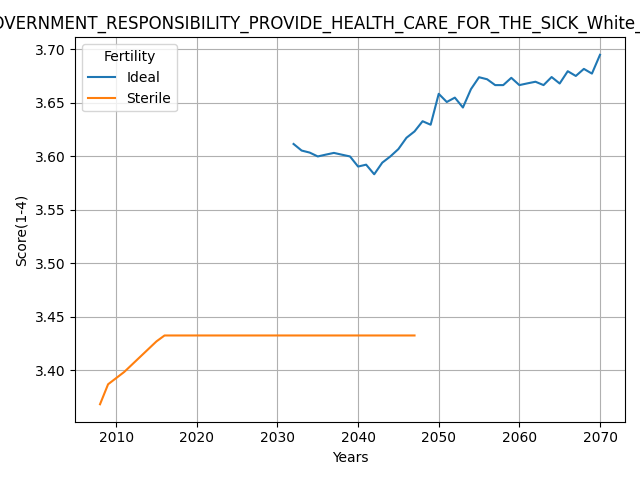 OVERNMENT_RESPONSIBILITY_PROVIDE_HEALTH_CARE_FOR_THE_SICK_White_
Fertility
Ideal
Sterile
3.70
3.65
3.60
3.55
3.50
3.45
3.40
Score(1-4)
2010 2020 2030 2040 2050 2060 2070
Years